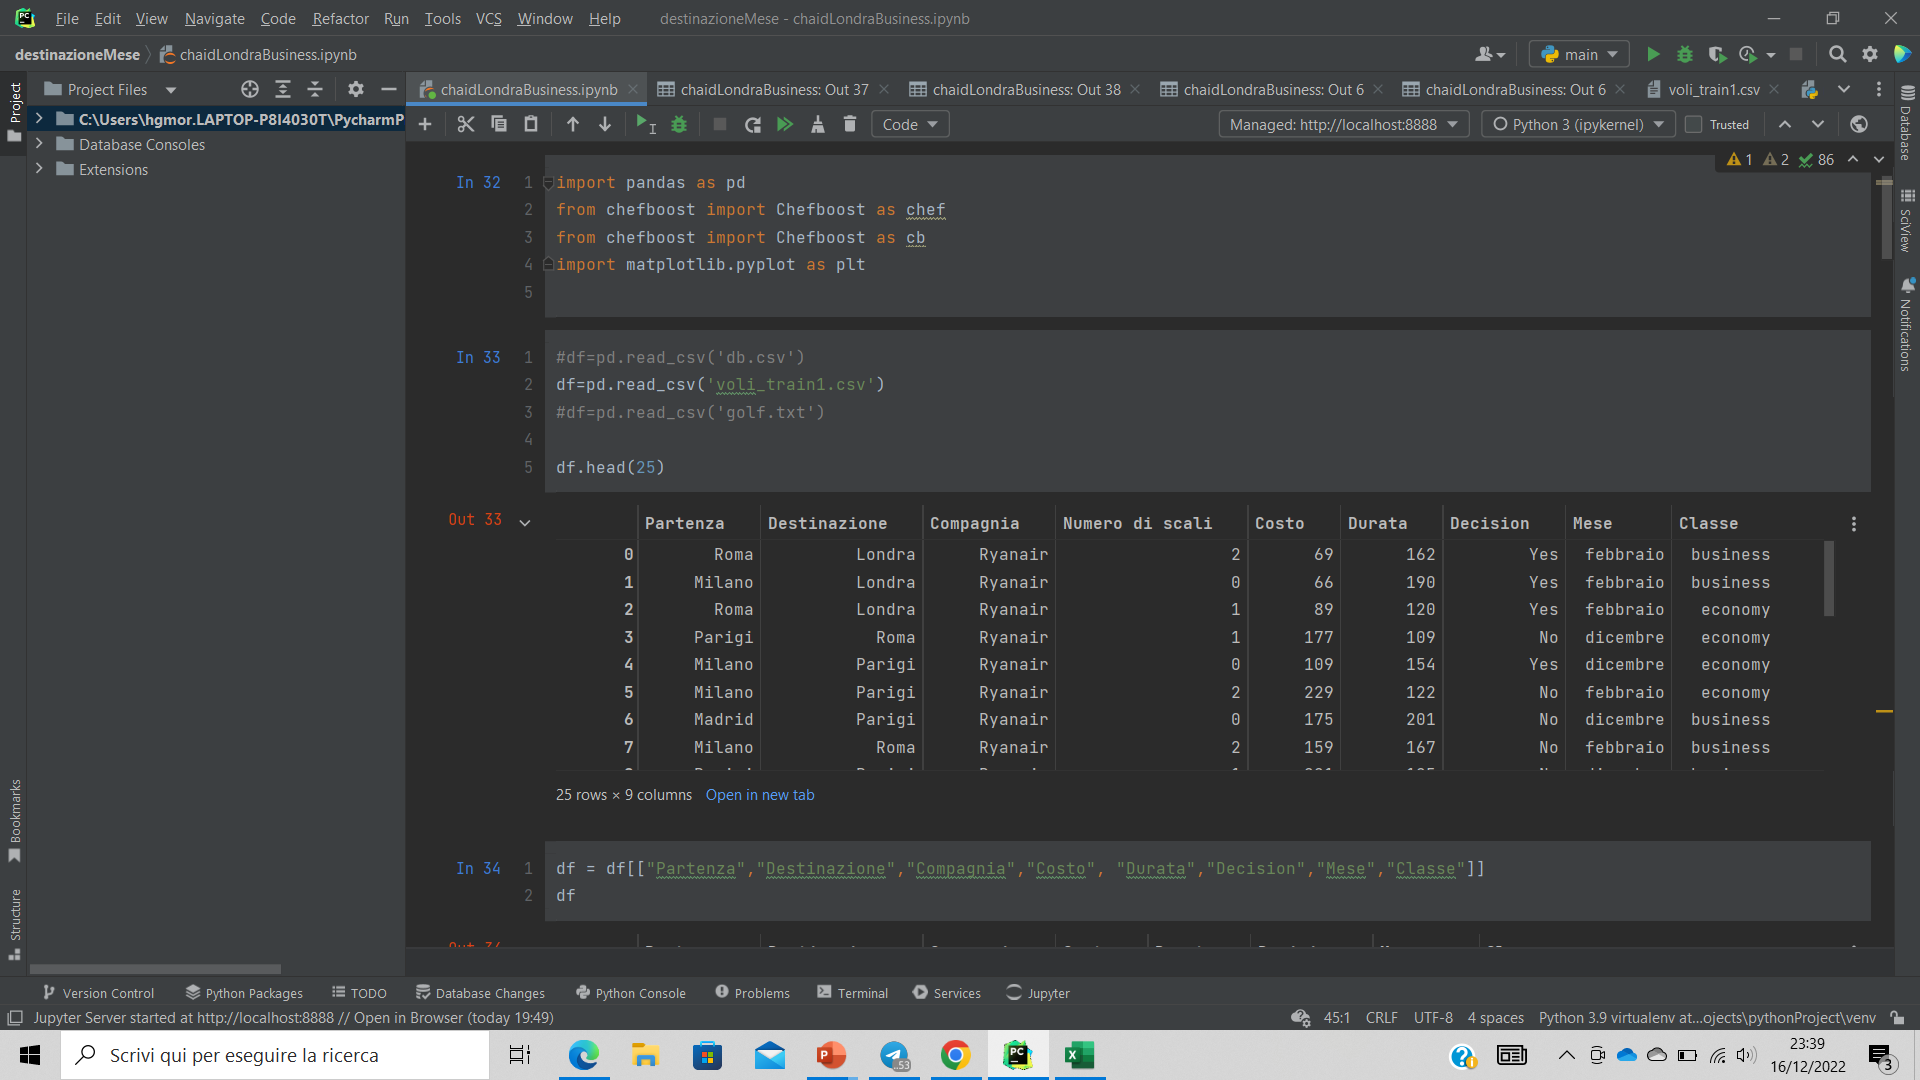 File Edit View Navigate Code Refactor Run Tools VCS Window Help destinazioneMese - chaidLondraBusiness.ipynb
destinazioneMese chaidLondraBusiness.ipynb main
Project Files chaidLondraBusiness.ipynb chaidLondraBusiness: Out 37 chaidLondraBusiness: Out 38 chaidLondraBusiness: Out 6 chaidLondraBusiness: Out 6 voli_train1.csv
C:\Users\hgmor.LAPTOP-P8I4030T\PycharmP
Database Consoles
Extensions
Code Managed: http://localhost:8888 Python 3 (ipykernel) Trusted
1 2 86
Project
Bookmarks
Structure
Database
SciView
Notifications
In 32 1 import pandas as pd
2 from chefboost import Chefboost as chef
3 from chefboost import Chefboost as cb
4 import matplotlib.pyplot as plt
5
In 33 1 #df=pd.read_csv('db.csv')
2 df=pd.read_csv('voli_train1.csv')
3 #df=pd.read_csv('golf.txt')
4
5 df.head(25)
Out 33 Partenza Destinazione Compagnia Numero di scali Costo Durata Decision Mese Classe
0 Roma Londra Ryanair 2 69 162 Yes febbraio business
1 Milano Londra Ryanair 0 66 190 Yes febbraio business
2 Roma Londra Ryanair 1 89 120 Yes febbraio economy
3 Parigi Roma Ryanair 1 177 109 No dicembre economy
4 Milano Parigi Ryanair 0 109 154 Yes dicembre economy
5 Milano Parigi Ryanair 2 229 122 No febbraio economy
6 Madrid Parigi Ryanair 0 175 201 No dicembre business
7 Milano Roma Ryanair 2 159 167 No febbraio business
25 rows × 9 columns Open in new tab
In 34 1 df = df[["Partenza","Destinazione","Compagnia","Costo", "Durata","Decision","Mese","Classe"]]
2 df
Version Control Python Packages TODO Database Changes Python Console Problems Terminal Services Jupyter
Jupyter Server started at http://localhost:8888 // Open in Browser (today 19:49) 45:1 CRLF UTF-8 4 spaces Python 3.9 virtualenv at...ojects\pythonProject\venv
Scrivi qui per eseguire la ricerca 53 23:39
16/12/2022 3